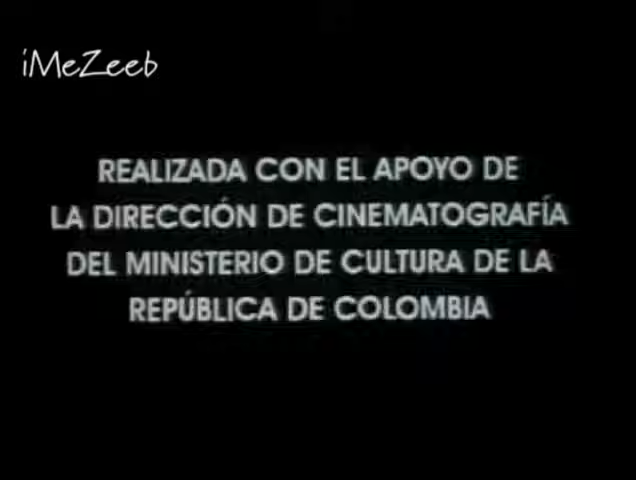 iMeZeeb
REALIZADA CON EL APOYO DE
LA DIRECCIÓN DE CINEMATOGRAFÍA
DEL MINISTERIO DE CULTURA DE LA
REPÚBLICA DE COLOMBIA